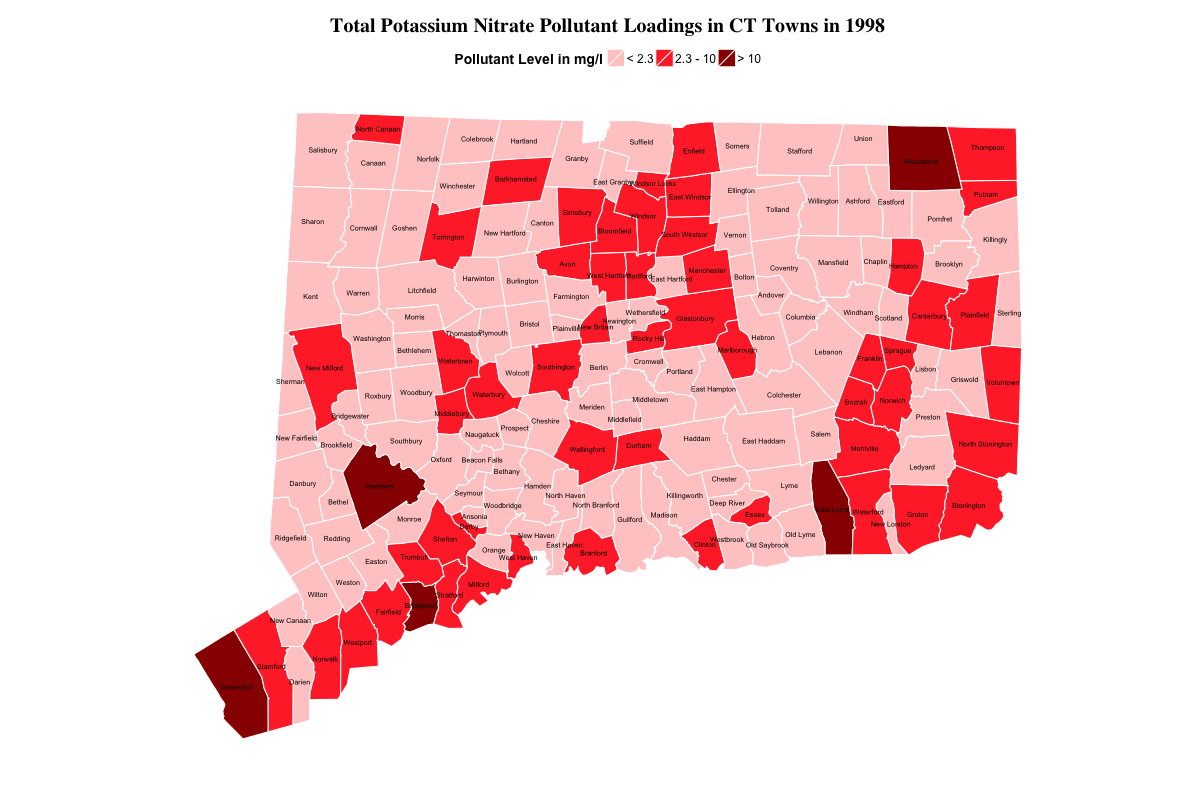 Total Potassium Nitrate Pollutant Loadings in CT Towns in 1998
Pollutant Level in mg/l < 2.3 2.3 - 10 > 10
North Canaan
Colebrook
Hartland
Union
Salisbury
Suffield
Enfield
Somers
Stafford
Thompson
Canaan
Norfolk
Granby
Woodstock
Winchester
Barkhamsted
East Granby
Windsor Locks
Ellington
East Windsor
Putnam
Willington
Ashford
Eastford
Sharon
Cornwall
Goshen
Torrington
New Hartford
Canton
Simsbury
Windsor
Bloomfield
South Windsor
Vernon
Tolland
Pomfret
Killingly
Avon
West Hartford
Hartford
East Hartford
Manchester
Bolton
Coventry
Mansfield
Chaplin
Hampton
Brooklyn
Kent
Warren
Litchfield
Harwinton
Burlington
Farmington
Andover
Morris
Bristol
Plainville
New Britain
Newington
Wethersfield
Glastonbury
Columbia
Windham
Scotland
Canterbury
Plainfield
Sterling
Washington
Bethlehem
Thomaston
Plymouth
Rocky Hill
Marlborough
Hebron
Lebanon
Franklin
Sprague
New Milford
Watertown
Wolcott
Southington
Berlin
Cromwell
Portland
Lisbon
Griswold
Voluntown
Sherman
Roxbury
Woodbury
Waterbury
East Hampton
Colchester
Bozrah
Norwich
Bridgewater
Middlebury
Cheshire
Meriden
Middletown
Middlefield
Preston
New Fairfield
Brookfield
Southbury
Naugatuck
Prospect
Wallingford
Durham
Haddam
East Haddam
Salem
Montville
North Stonington
Danbury
Bethel
Newtown
Oxford
Beacon Falls
Bethany
Hamden
Ledyard
Seymour
Woodbridge
North Haven
North Branford
Killingworth
Chester
Deep River
Lyme
Essex
East Lyme
Waterford
New London
Groton
Stonington
Ridgefield
Redding
Monroe
Ansonia
Derby
Shelton
Orange
New Haven
West Haven
East Haven
Branford
Guilford
Madison
Clinton
Westbrook
Old Saybrook
Old Lyme
Easton
Trumbull
Wilton
Weston
Fairfield
Bridgeport
Stratford
Milford
New Canaan
Westport
Norwalk
Stamford
Darien
Greenwich